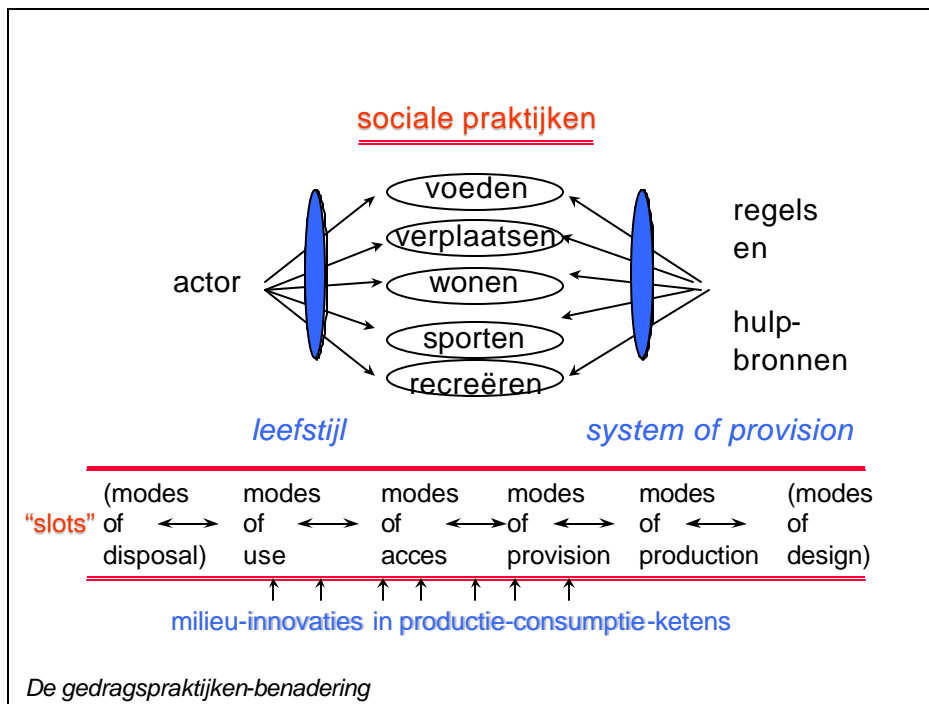 sociale praktijken
voeden
verplaatsen
wonen
sporten
recreëren
actor
regels
en
hulp-
bronnen
leefstijl
system of provision
"slots"
(modes
of
disposal)
modes
of
use
modes
of
acces
modes
of
provision
modes
of
production
(modes
of
design)
milieu-innovaties in productie-consumptie-ketens
De gedragspraktijken-benadering